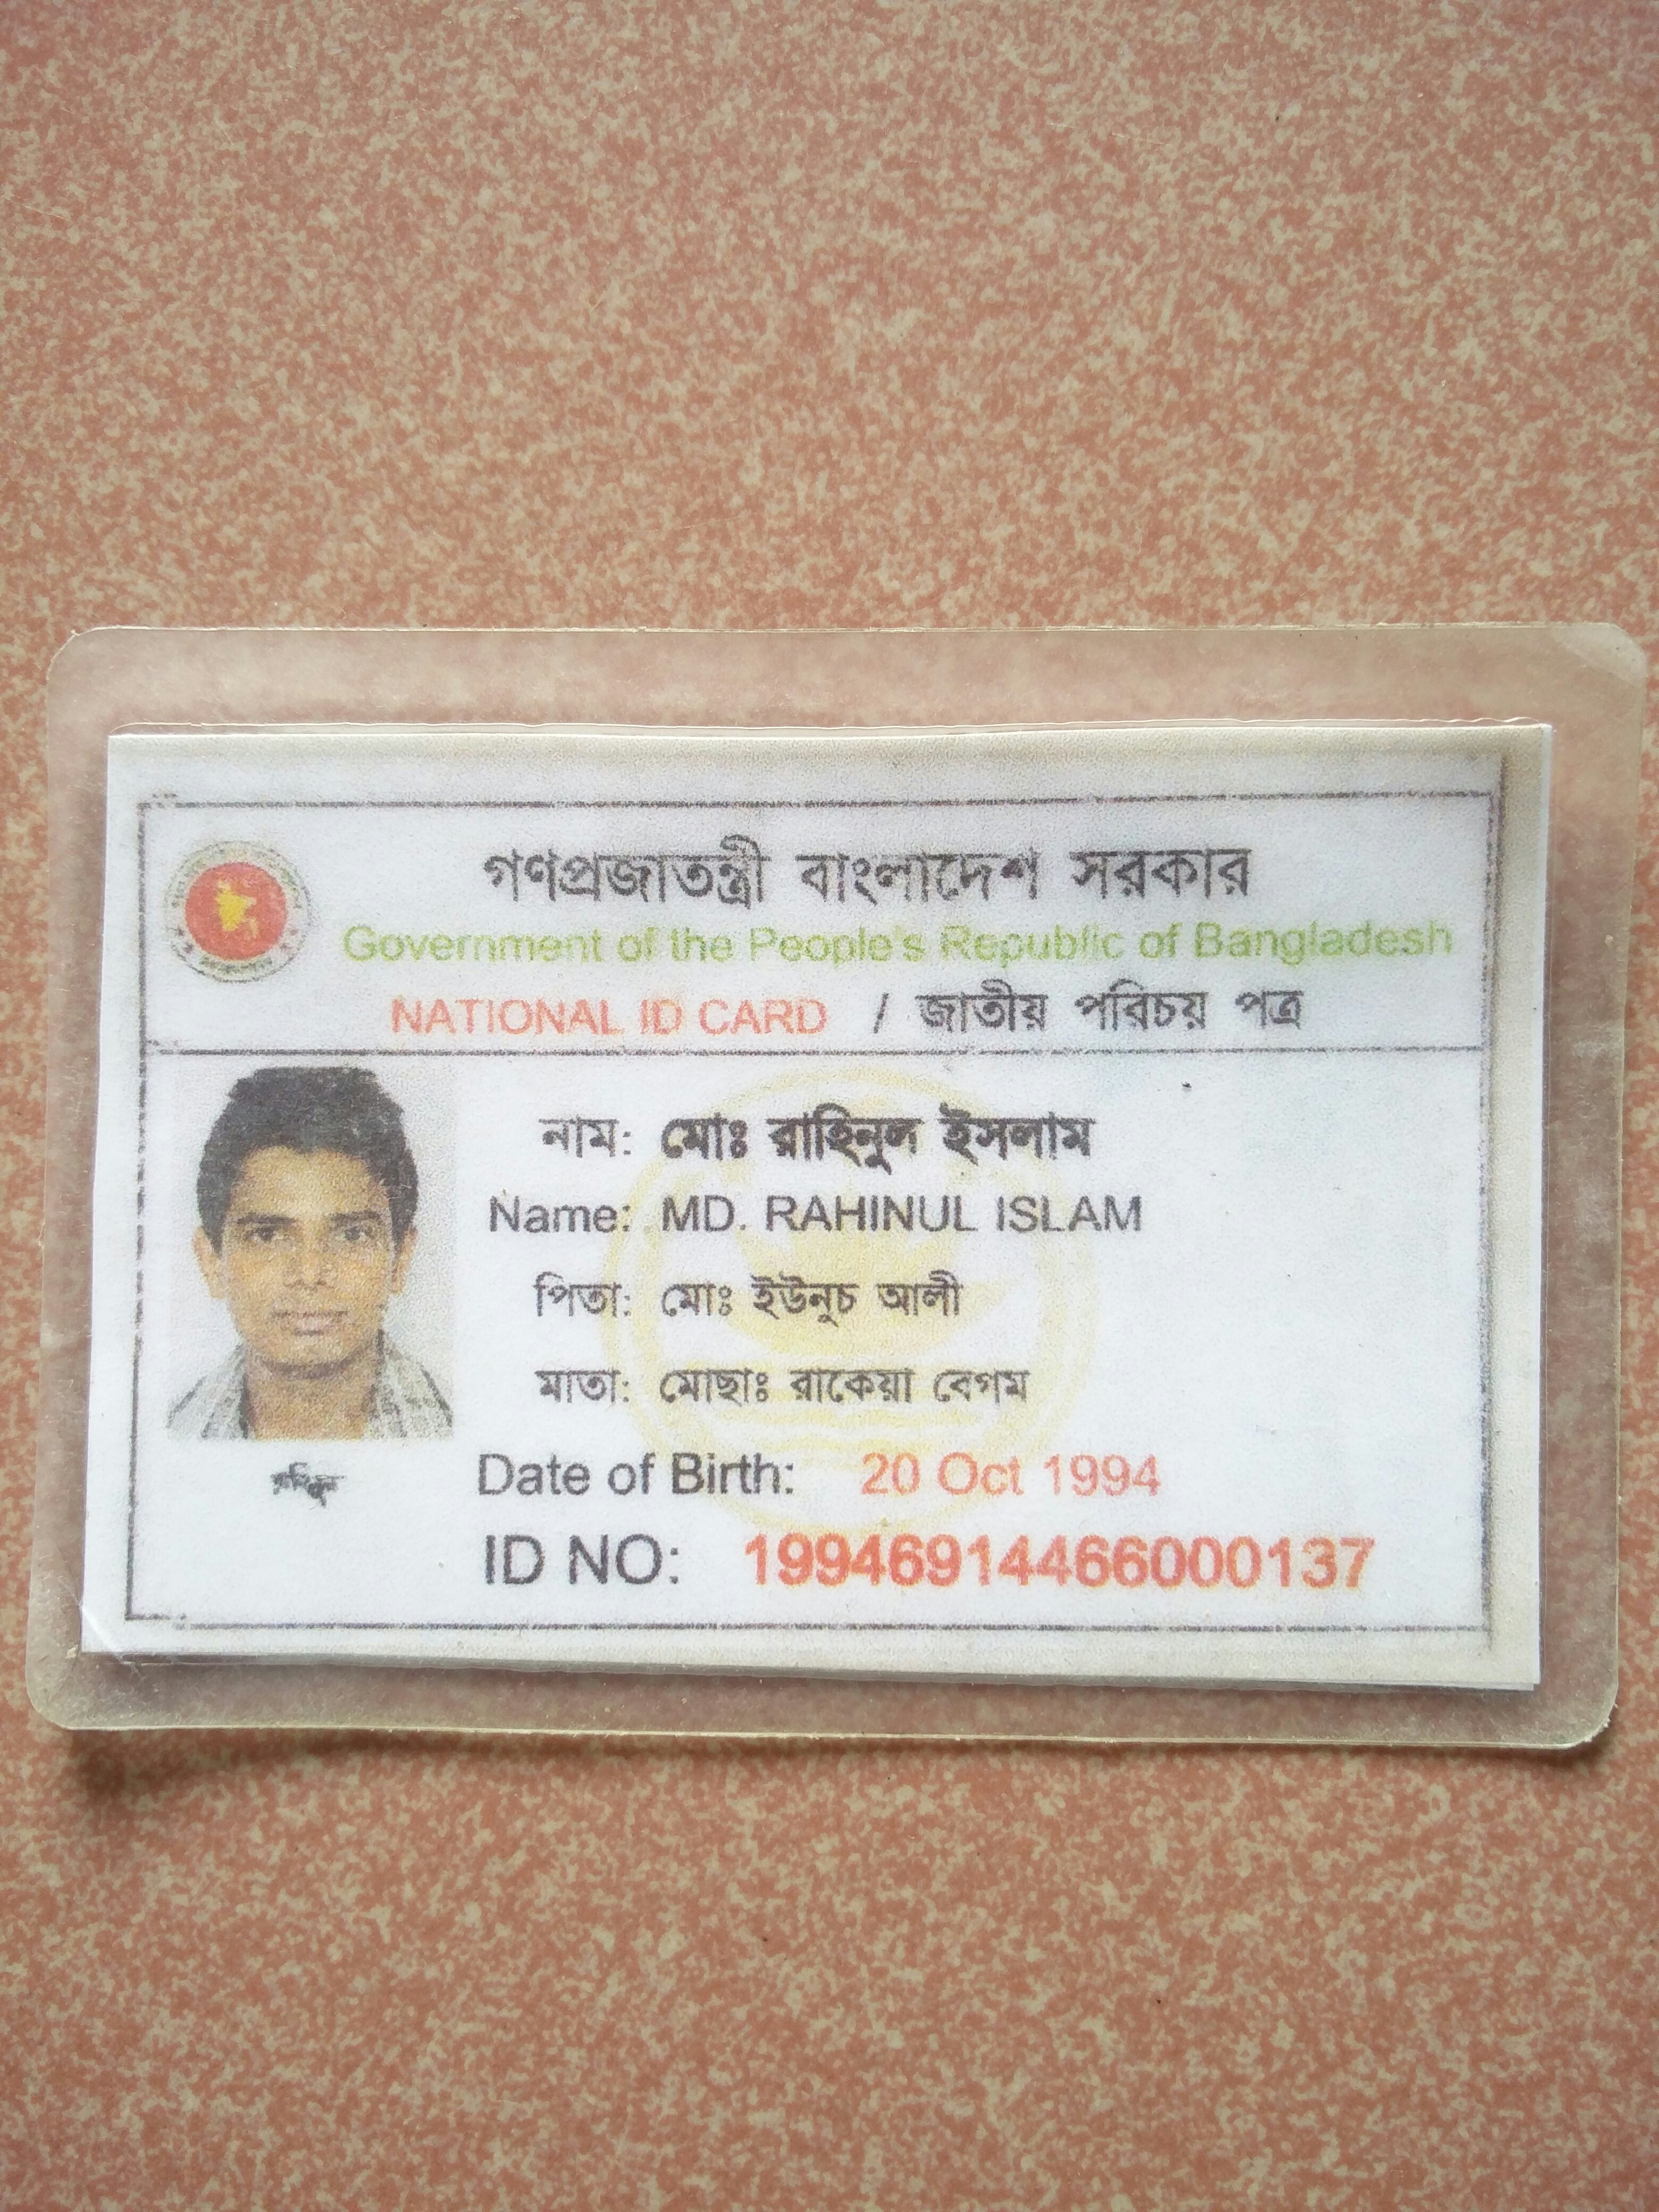 গণপ্রজাতন্ত্রী বাংলাদেশ সরকার
Government of the People's Republic of Bangladesh
NATIONAL ID CARD / জাতীয় পরিচয় পত্র
নাম: মোঃ রাহিনুল ইসলাম
Name: MD. RAHINUL ISLAM
পিতা: মোঃ ইউনুচ আলী
মাতা: মোছাঃ রাকেয়া বেগম
Date of Birth: 20 Oct 1994
ID NO: 19946914466000137